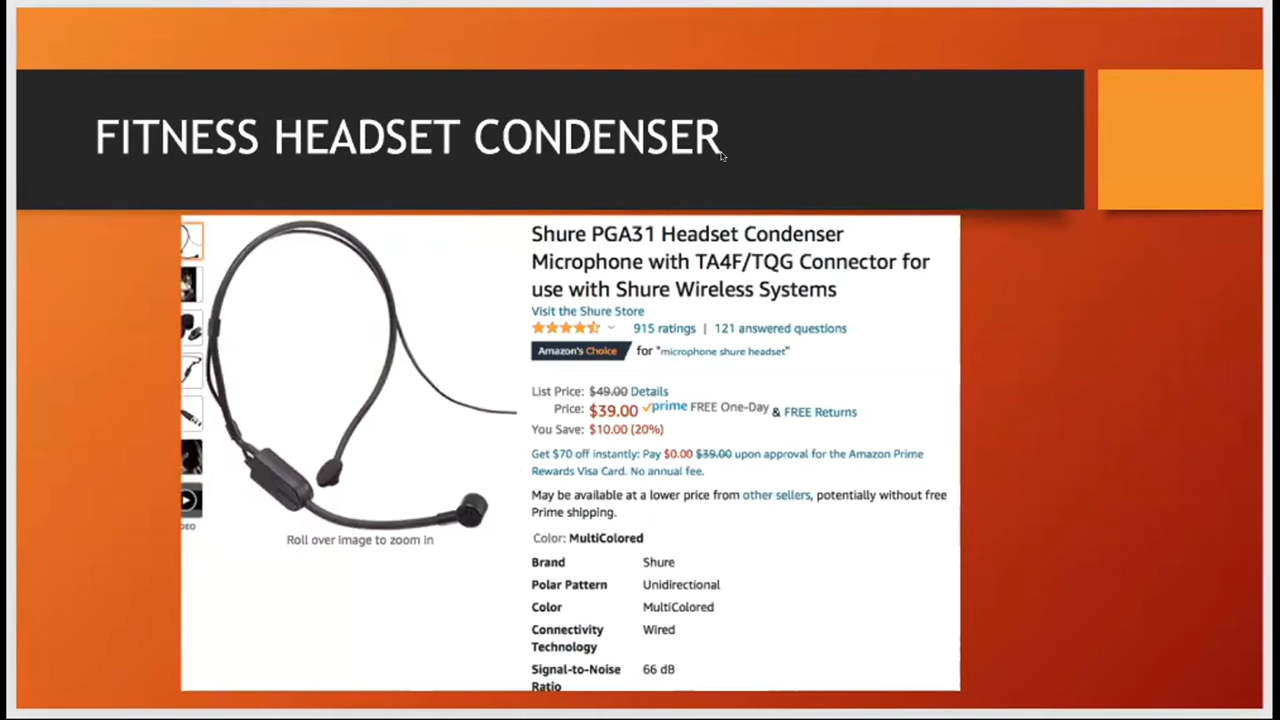 FITNESS HEADSET CONDENSER
Shure PGA31 Headset Condenser
Microphone with TA4F/TQG Connector for
use with Shure Wireless Systems
Visit the Shure Store
915 ratings | 121 answered questions
Amazon's Choice for "microphone shure headset"
List Price: $49.00 Details
Price: $39.00 prime FREE One-Day & FREE Returns
You Save: $10.00 (20%)
Get $70 off instantly: Pay $0.00 $39.00 upon approval for the Amazon Prime
Rewards Visa Card. No annual fee.
May be available at a lower price from other sellers, potentially without free
Prime shipping.
Color: MultiColored
Brand Shure
Polar Pattern Unidirectional
Color MultiColored
Connectivity Wired
Technology
Signal-to-Noise 66 dB
Ratio
DEO
Roll over image to zoom in